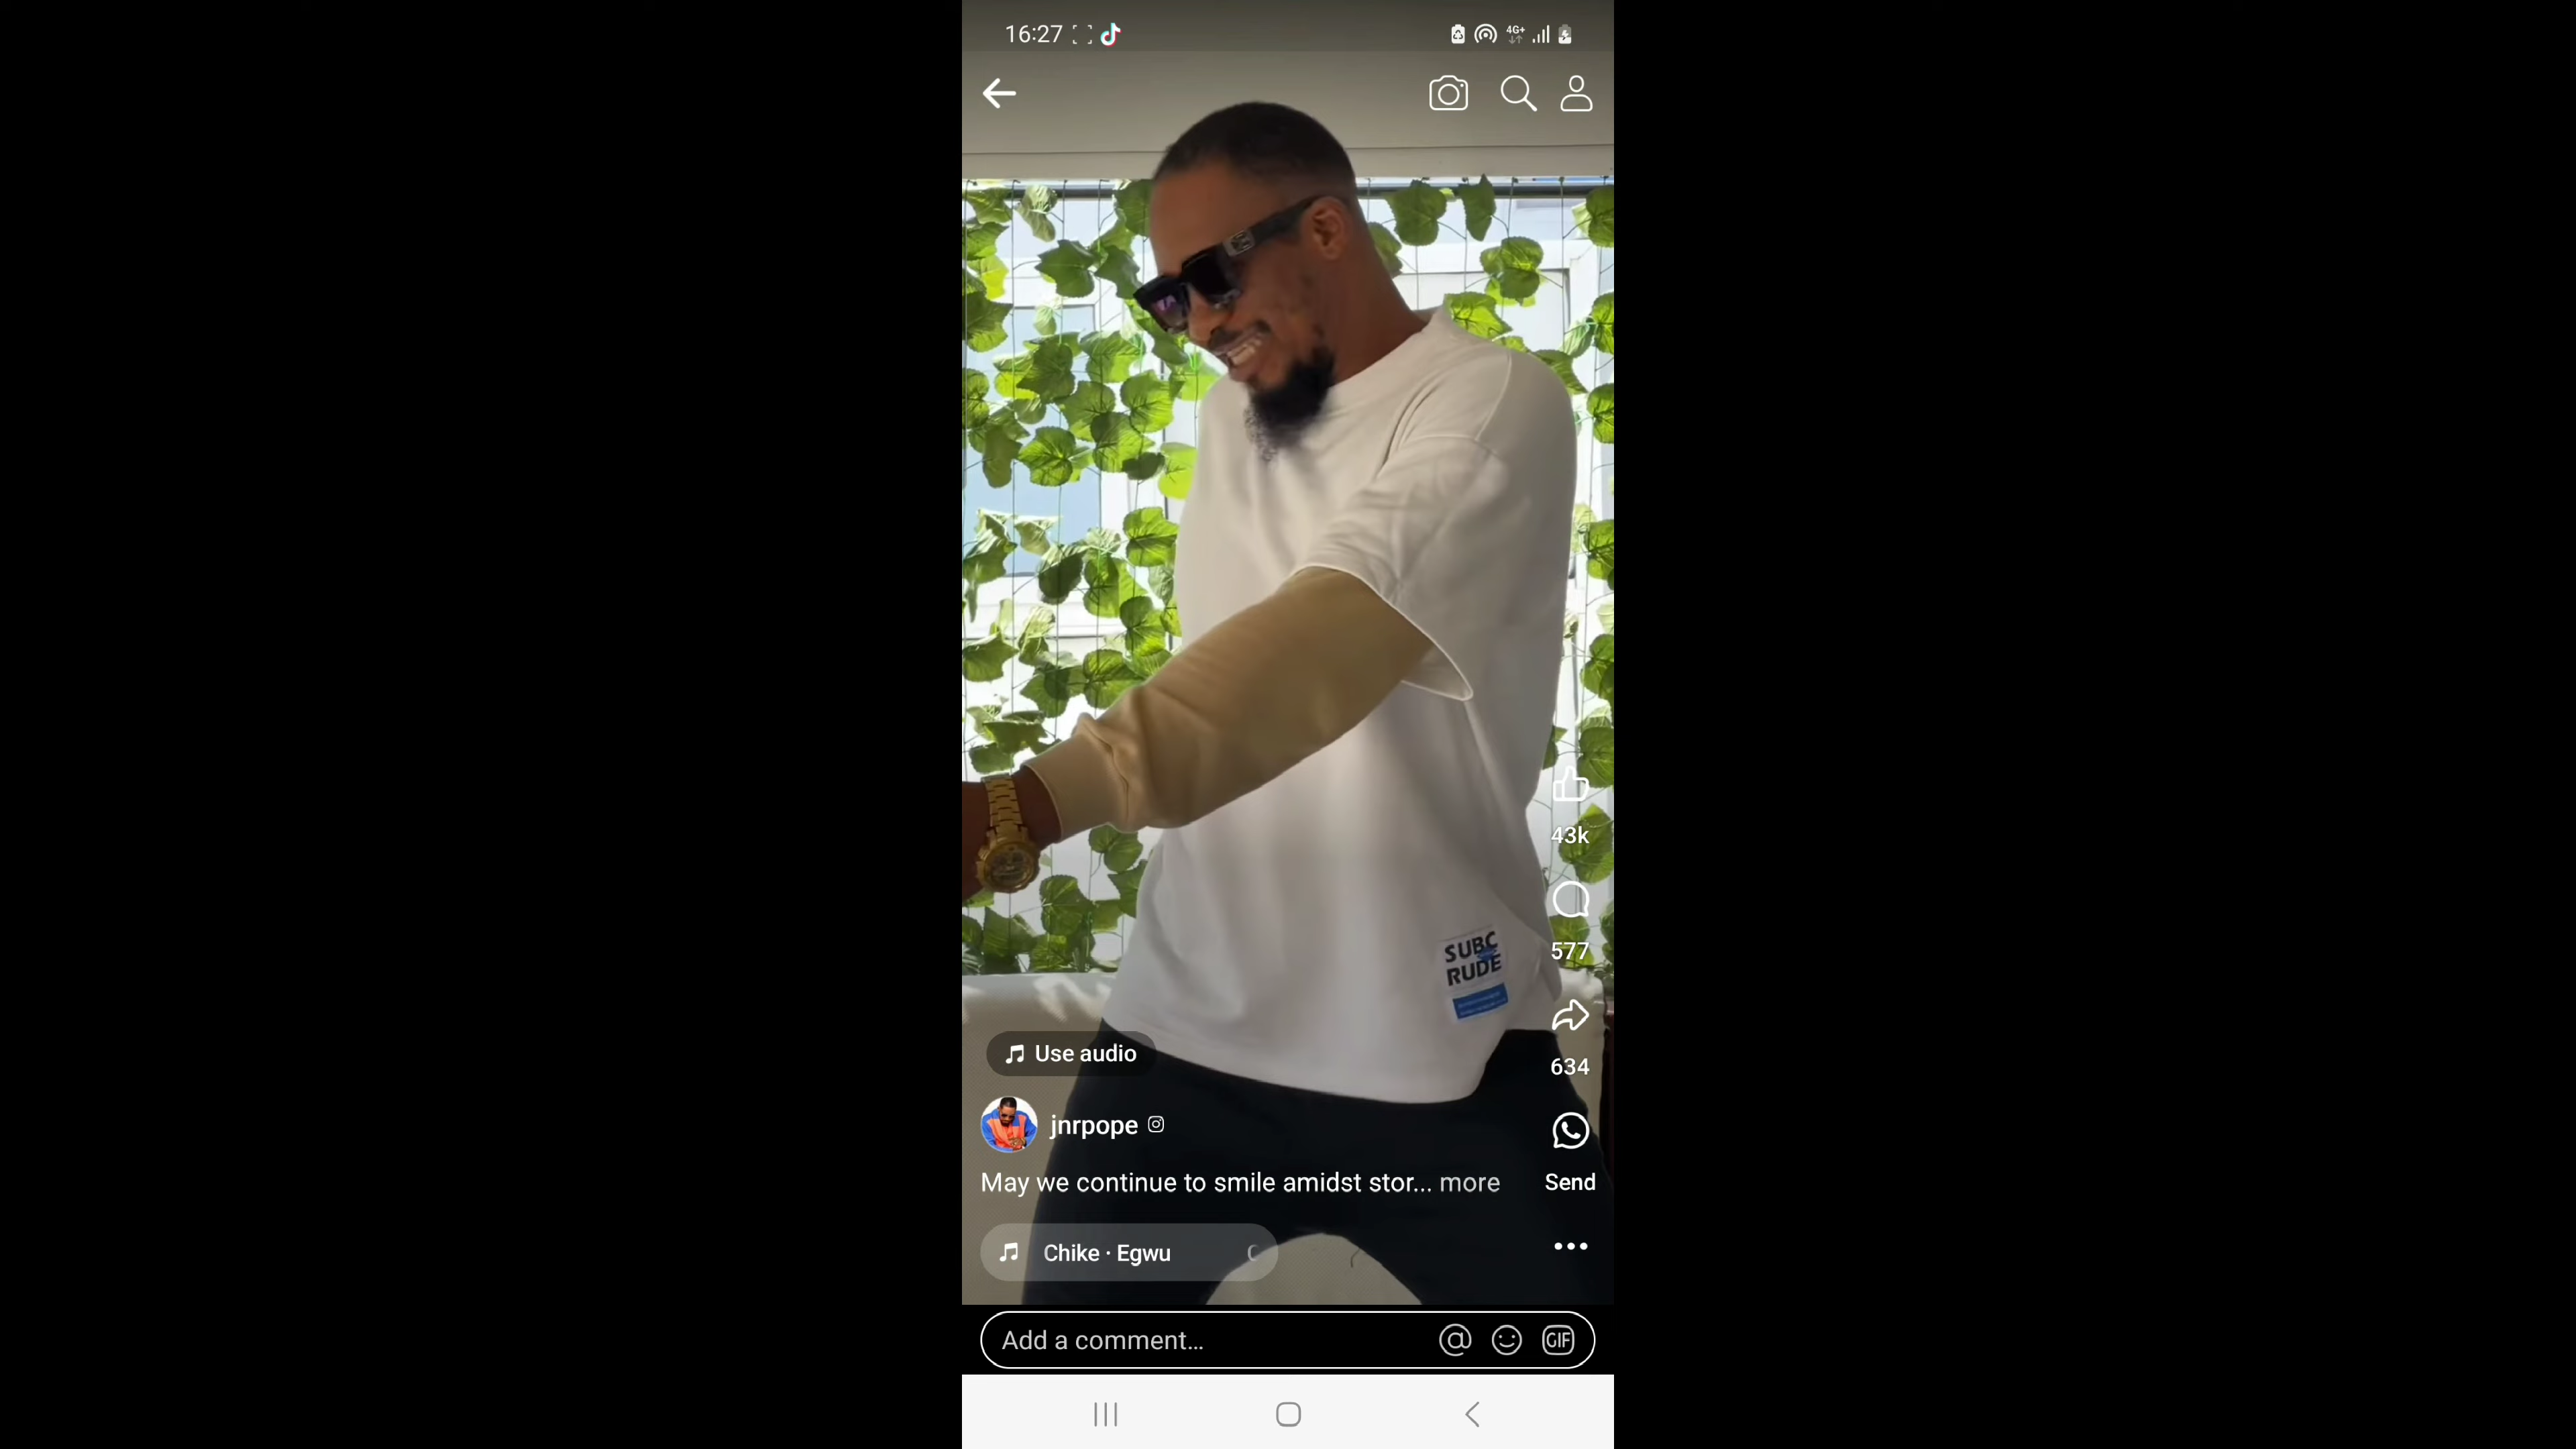 16:27
4G+
SUBC
RUDE
43k
577
634
Use audio
jnrpope
May we continue to smile amidst stor... more
Send
Chike · Egwu
Add a comment...
GIF